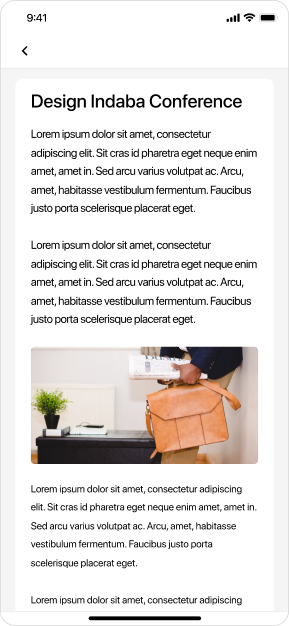 9:41
Design Indaba Conference
Lorem ipsum dolor sit amet, consectetur
adipiscing elit. Sit cras id pharetra eget neque enim
amet, amet in. Sed arcu varius volutpat ac. Arcu,
amet, habitasse vestibulum fermentum. Faucibus
justo porta scelerisque placerat eget.
Lorem ipsum dolor sit amet, consectetur
adipiscing elit. Sit cras id pharetra eget neque enim
amet, amet in. Sed arcu varius volutpat ac. Arcu,
amet, habitasse vestibulum fermentum. Faucibus
justo porta scelerisque placerat eget.
Lorem ipsum dolor sit amet, consectetur adipiscing
elit. Sit cras id pharetra eget neque enim amet, amet in.
Sed arcu varius volutpat ac. Arcu, amet, habitasse
vestibulum fermentum. Faucibus justo porta
scelerisque placerat eget.
Lorem ipsum dolor sit amet, consectetur adipiscing